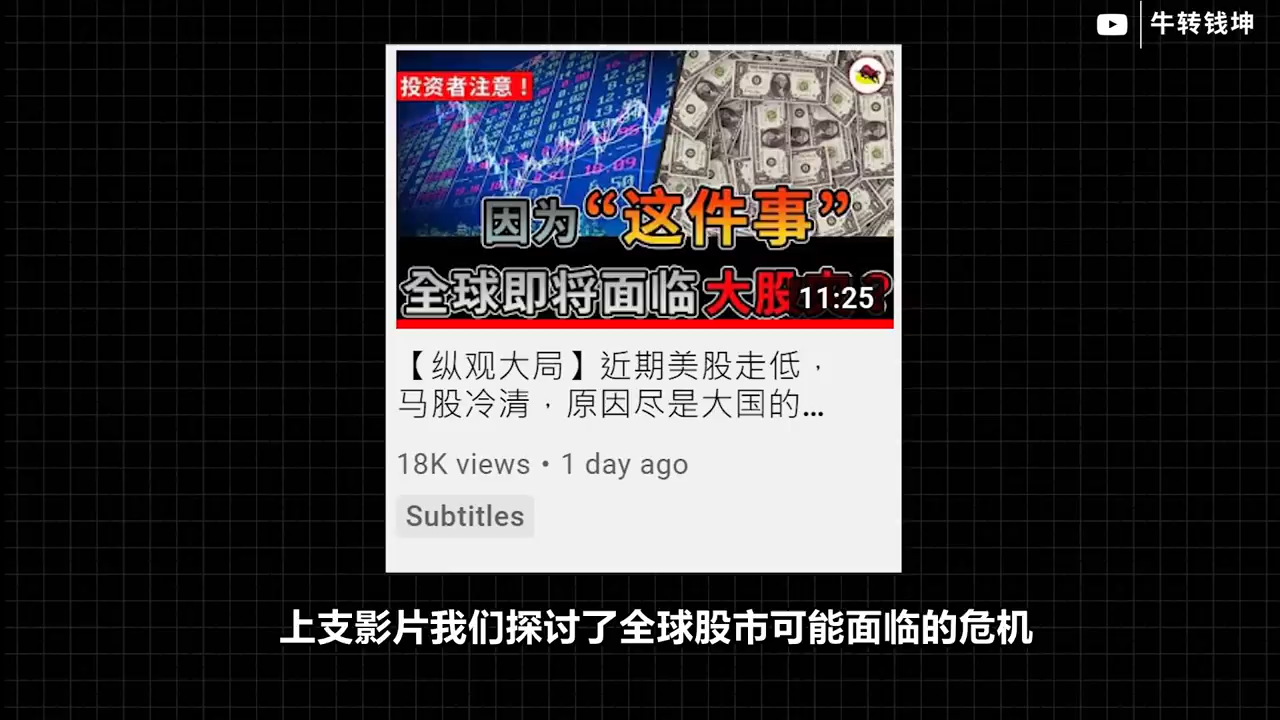 牛转钱坤
投资者注意！
因为“这件事”
全球即将面临大股
11:25
【纵观大局】近期美股走低，
马股冷清，原因尽是大国的...
18K views • 1 day ago
Subtitles
上支影片我们探讨了全球股市可能面临的危机